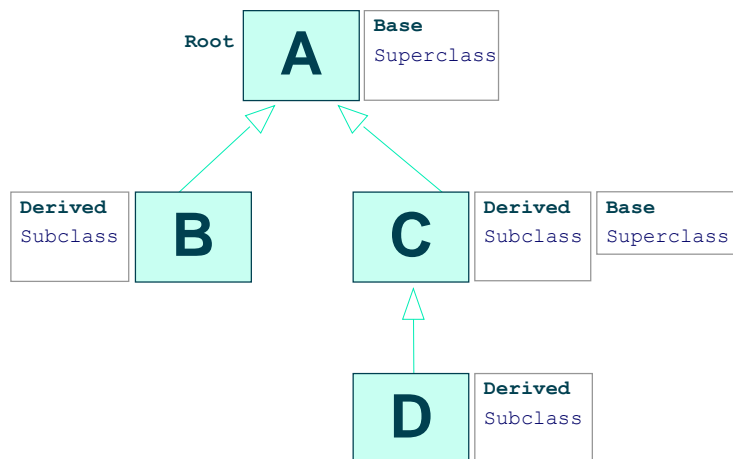 Root
A
Base
Superclass
Derived
Subclass
B
C
Derived
Subclass
Base
Superclass
D
Derived
Subclass